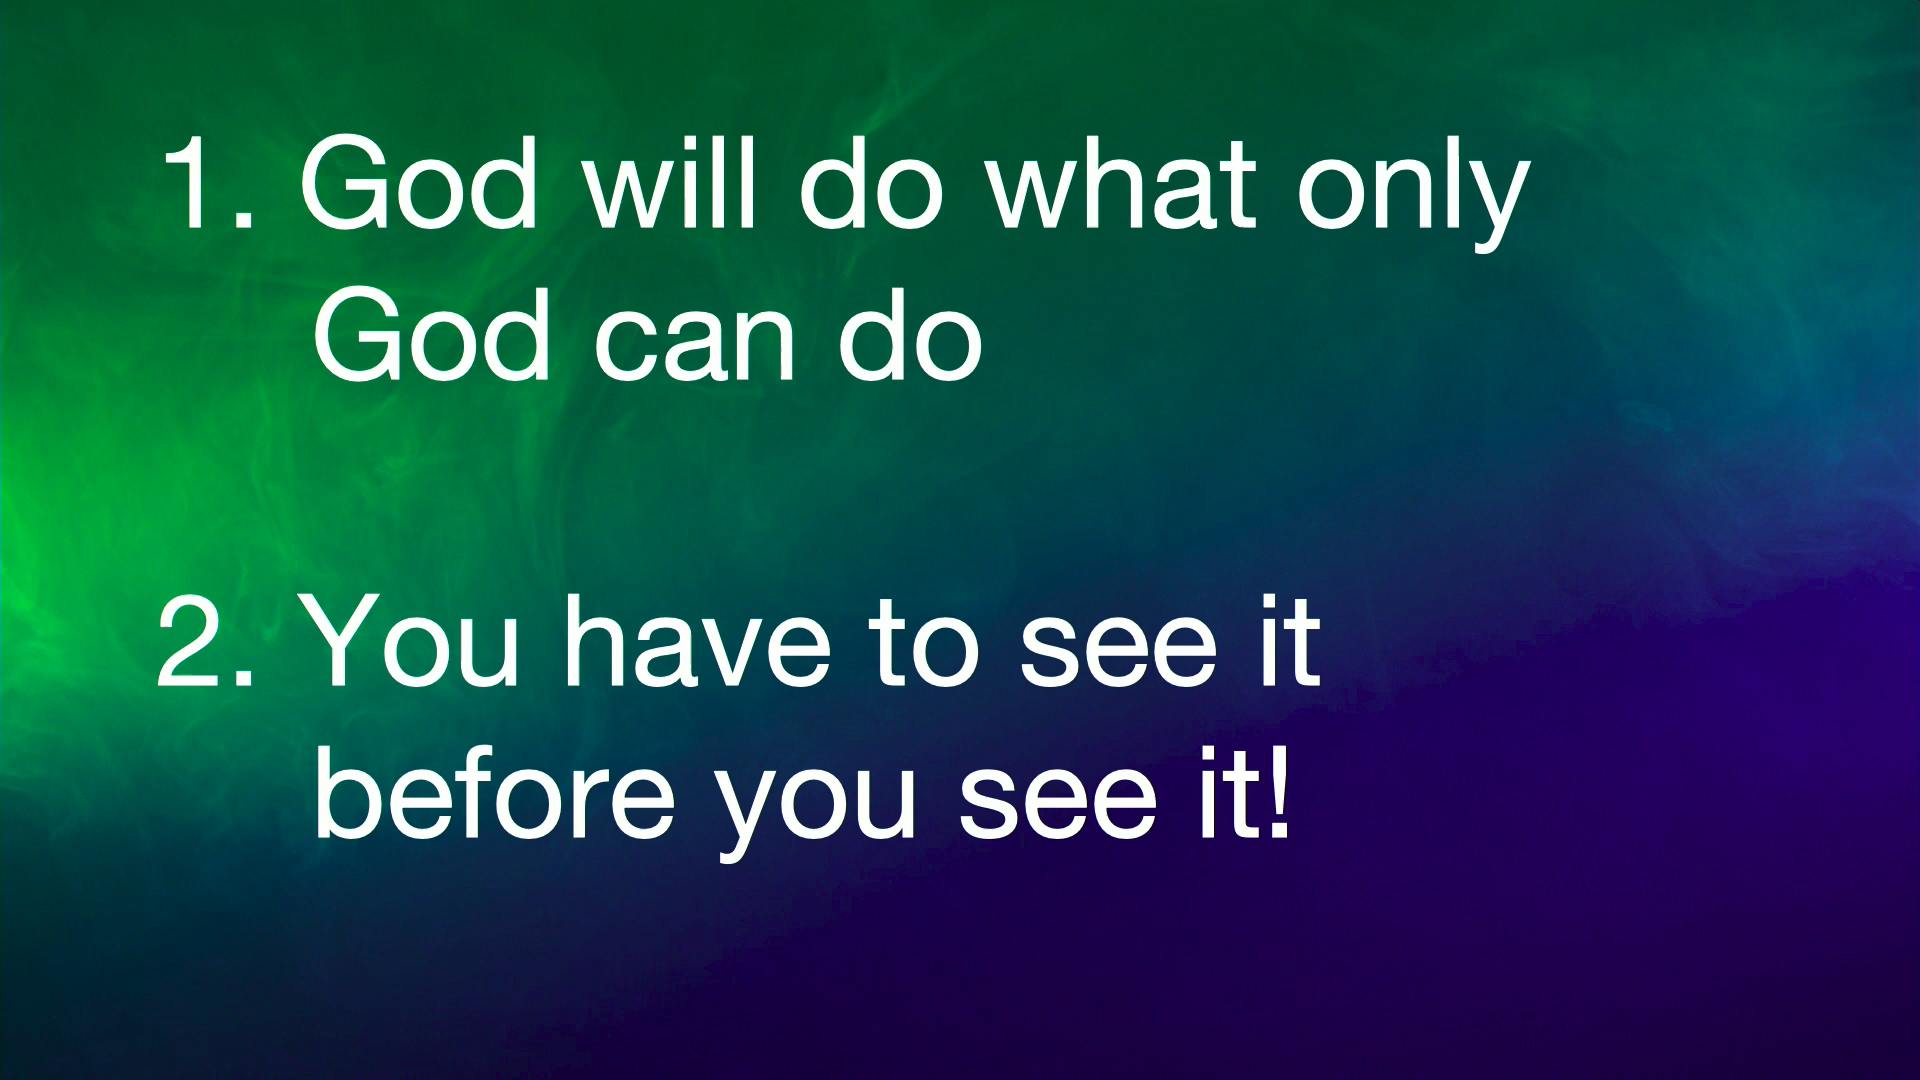 1. God will do what only
God can do
2. You have to see it
before you see it!